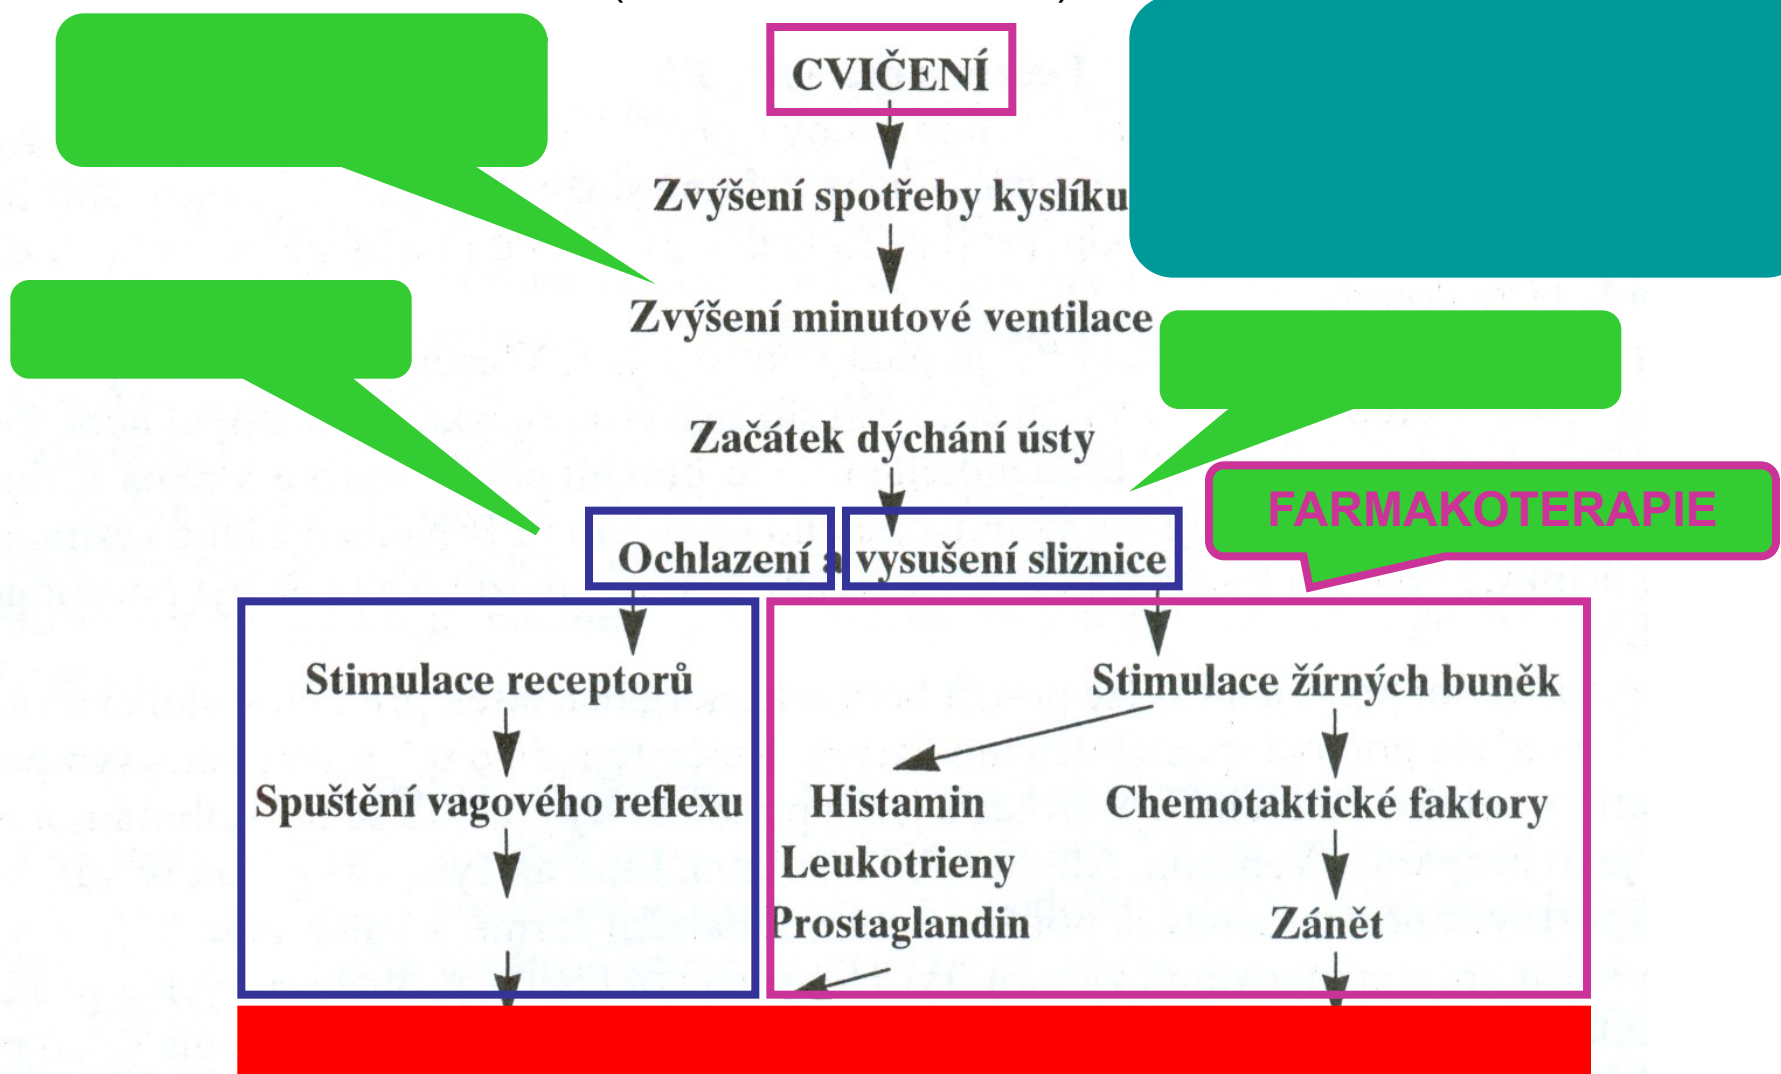 CVIČENÍ
Zvýšení spotřeby kyslíku
Zvýšení minutové ventilace
Začátek dýchání ústy
FARMAKOTERAPIE
Ochlazení a vysušení sliznice
Stimulace receptorů
Stimulace žírných buněk
Spuštění vagového reflexu
Histamin
Chemotaktické faktory
Leukotrieny
Prostaglandin
Zánět